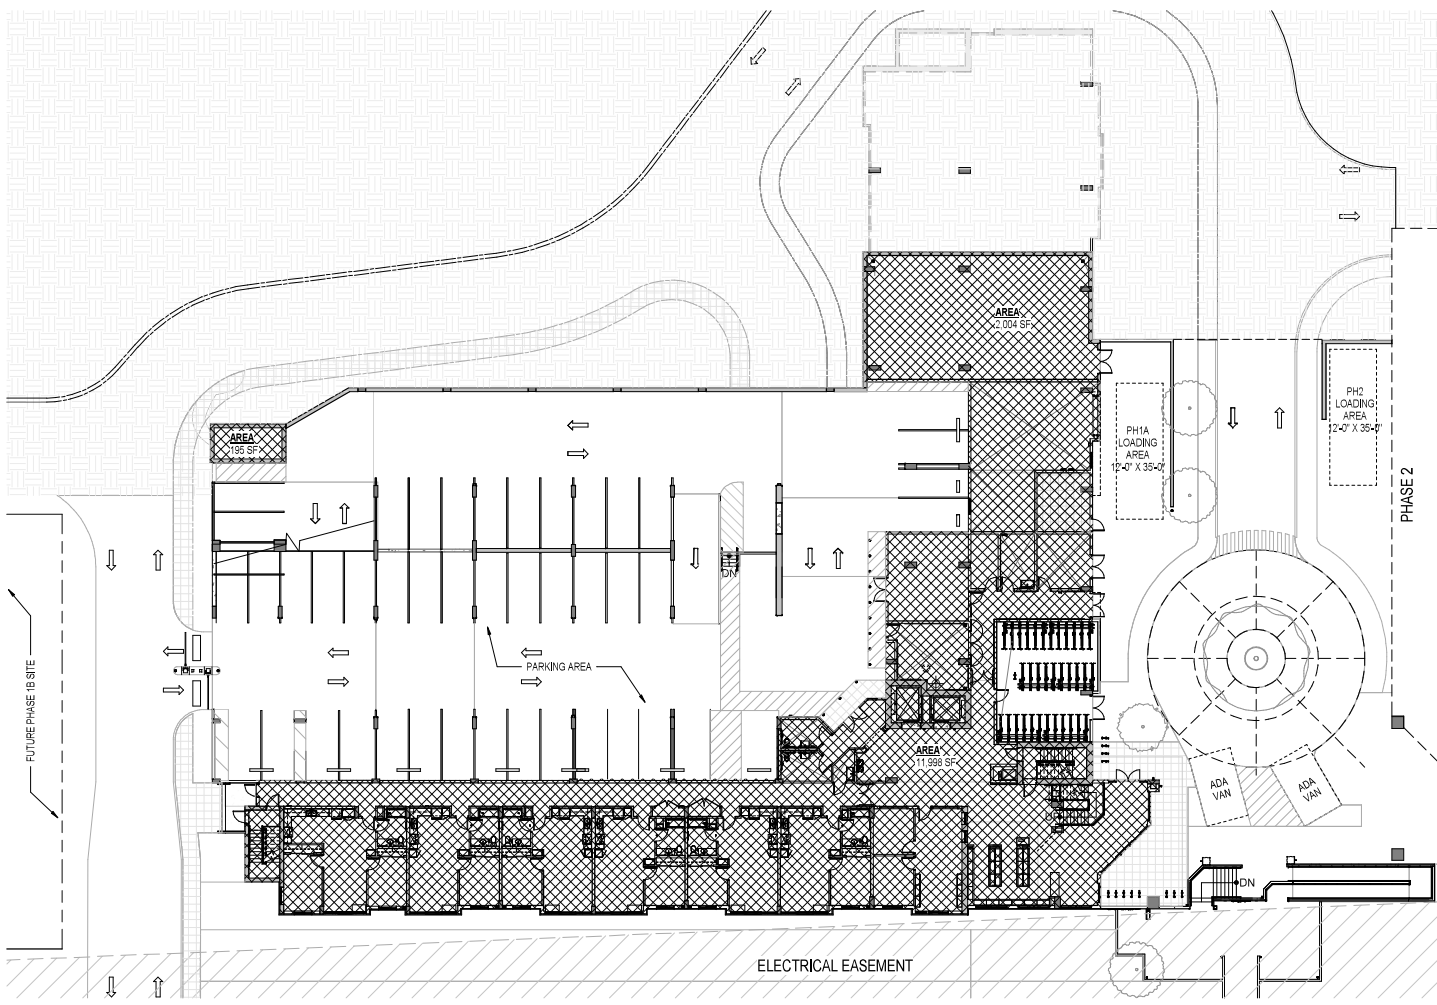 AREA
2,004 SF
PH1A
LOADING
AREA
12'-0" X 35'-0"
PH2
LOADING
AREA
12'-0" X 35'-0"
PHASE 2
AREA
195 SF
DN
PARKING AREA
FUTURE PHASE 1B SITE
AREA
11,998 SF
ADA
VAN
ADA
VAN
DN
ELECTRICAL EASEMENT